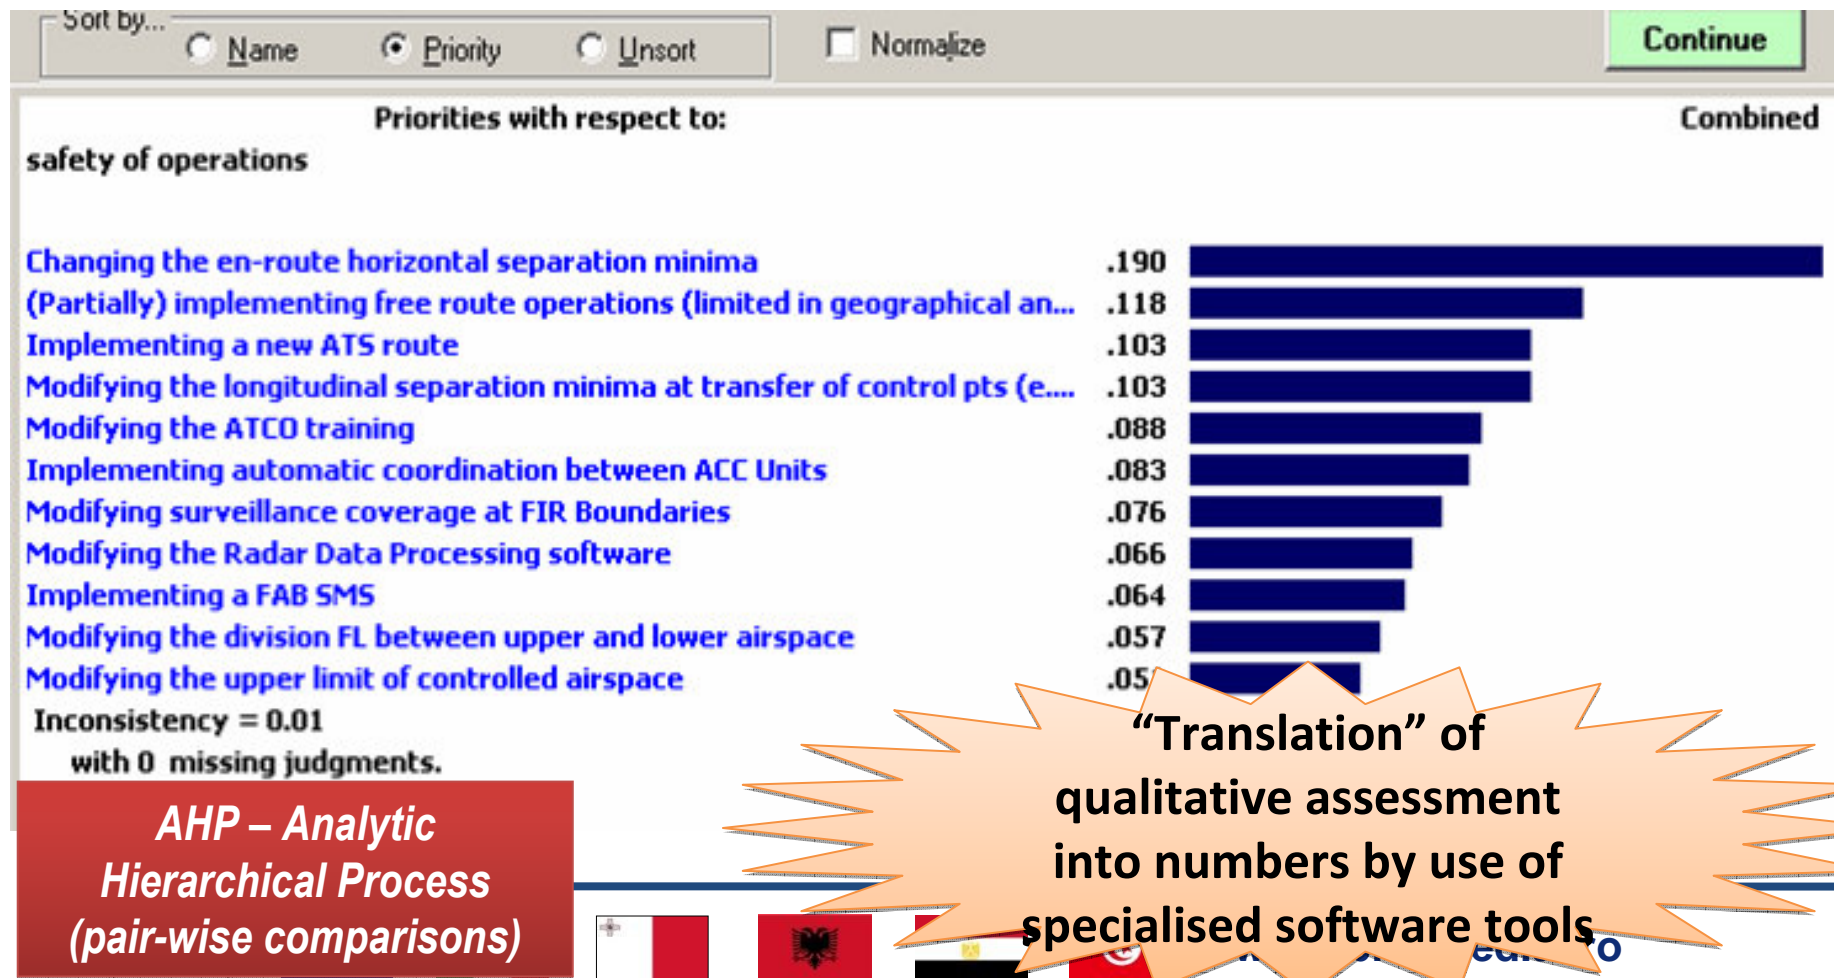 Sort by...
Name Priority Unsort Normalize Continue
Priorities with respect to: Combined
safety of operations
Changing the en-route horizontal separation minima .190
(Partially) implementing free route operations (limited in geographical an... .118
Implementing a new ATS route .103
Modifying the longitudinal separation minima at transfer of control pts (e.... .103
Modifying the ATCO training .088
Implementing automatic coordination between ACC Units .083
Modifying surveillance coverage at FIR Boundaries .076
Modifying the Radar Data Processing software .066
Implementing a FAB SMS .064
Modifying the division FL between upper and lower airspace .057
Modifying the upper limit of controlled airspace
Inconsistency = 0.01
with 0 missing judgments.
AHP – Analytic
Hierarchical Process
(pair-wise comparisons)
“Translation” of
qualitative assessment
into numbers by use of
specialised software tools